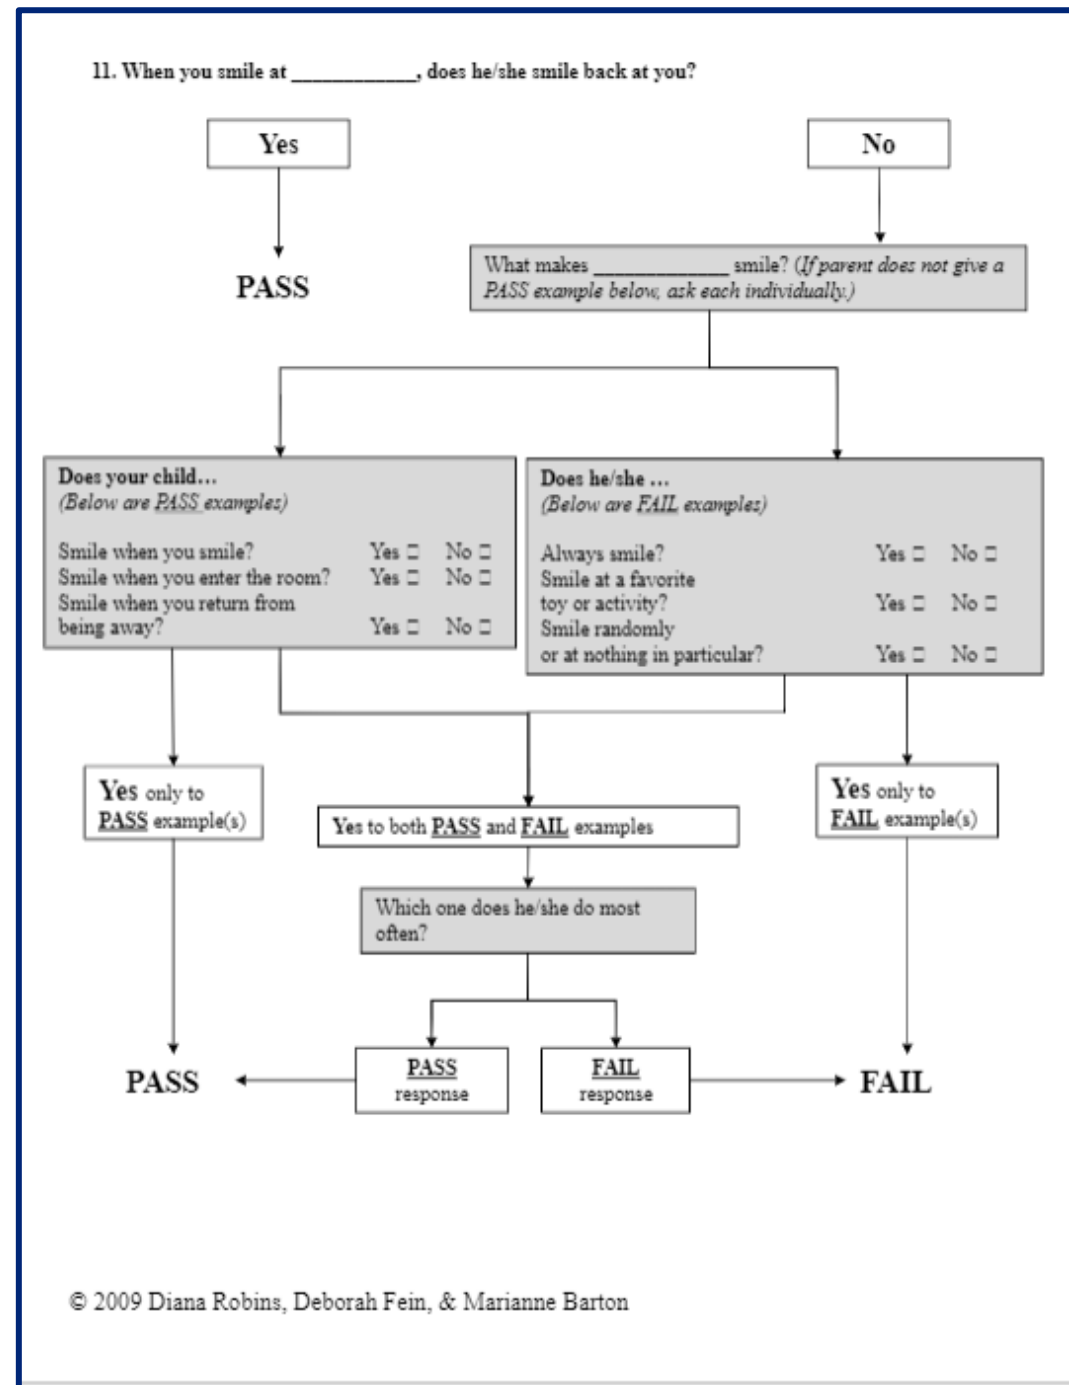 11. When you smile at ____________, does he/she smile back at you?
Yes
No
PASS
What makes _____________ smile? (If parent does not give a
PASS example below, ask each individually.)
Does your child...
(Below are PASS examples)
Smile when you smile? Yes □ No □
Smile when you enter the room? Yes □ No □
Smile when you return from
being away? Yes □ No □
Does he/she ...
(Below are FAIL examples)
Always smile? Yes □ No □
Smile at a favorite
toy or activity? Yes □ No □
Smile randomly
or at nothing in particular? Yes □ No □
Yes only to
PASS example(s)
Yes to both PASS and FAIL examples
Yes only to
FAIL example(s)
Which one does he/she do most
often?
PASS
PASS
response
FAIL
response
FAIL
© 2009 Diana Robins, Deborah Fein, & Marianne Barton